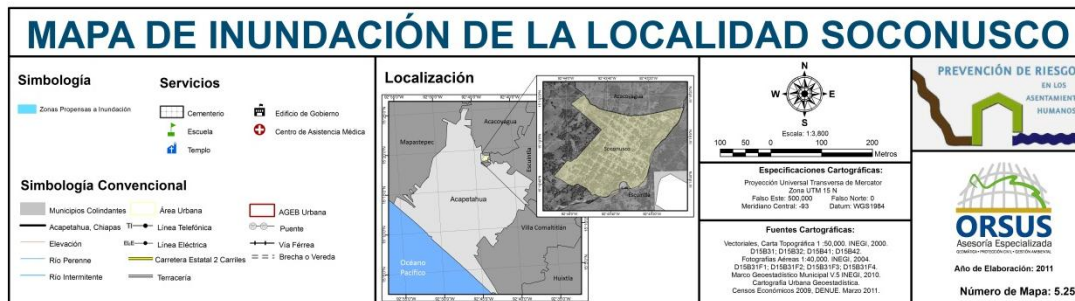 MAPA DE INUNDACIÓN DE LA LOCALIDAD SOCONUSCO
Simbología
Zonas Propensas a Inundación
Servicios
Cementerio
Escuela
Templo
Edificio de Gobierno
Centro de Asistencia Médica
Simbología Convencional
Municipios Colindantes
Acapetahua, Chiapas
Elevación
Río Perenne
Río Intermitente
Área Urbana
Línea Telefónica
Línea Eléctrica
Carretera Estatal 2 Carriles
Terracería
AGEB Urbana
Puente
Vía Férrea
Brecha o Vereda
Localización
Mapastepec
Acacoyagua
Escuintla
Acapetahua
Villa Comaltitlán
Huixtla
Océano
Pacífico
Acacoyagua
Soconusco
Escuintla
N
W
E
S
Escala: 1:3,800
100 50 0 100 200
Metros
Especificaciones Cartográficas:
Proyección Universal Transversa de Mercator
Zona UTM 15 N
Falso Este: 500,000 Falso Norte: 0
Meridiano Central: -93 Datum: WGS1984
Fuentes Cartográficas:
Vectoriales, Carta Topográfica 1 :50,000. INEGI, 2000.
D15B31; D15B32; D15B41; D15B42.
Fotografías Aéreas 1:40,000. INEGI, 2004.
D15B31F1; D15B31F2; D15B31F3; D15B31F4.
Marco Geoestadístico Municipal V.5 INEGI, 2010.
Cartografía Urbana Geoestadística.
Censos Económicos 2009, DENUE. Marzo 2011.
PREVENCIÓN DE RIESGO
EN LOS
ASENTAMIENT
HUMANOS
ORSUS
Asesoría Especializada
Año de Elaboración: 2011
Número de Mapa: 5.25